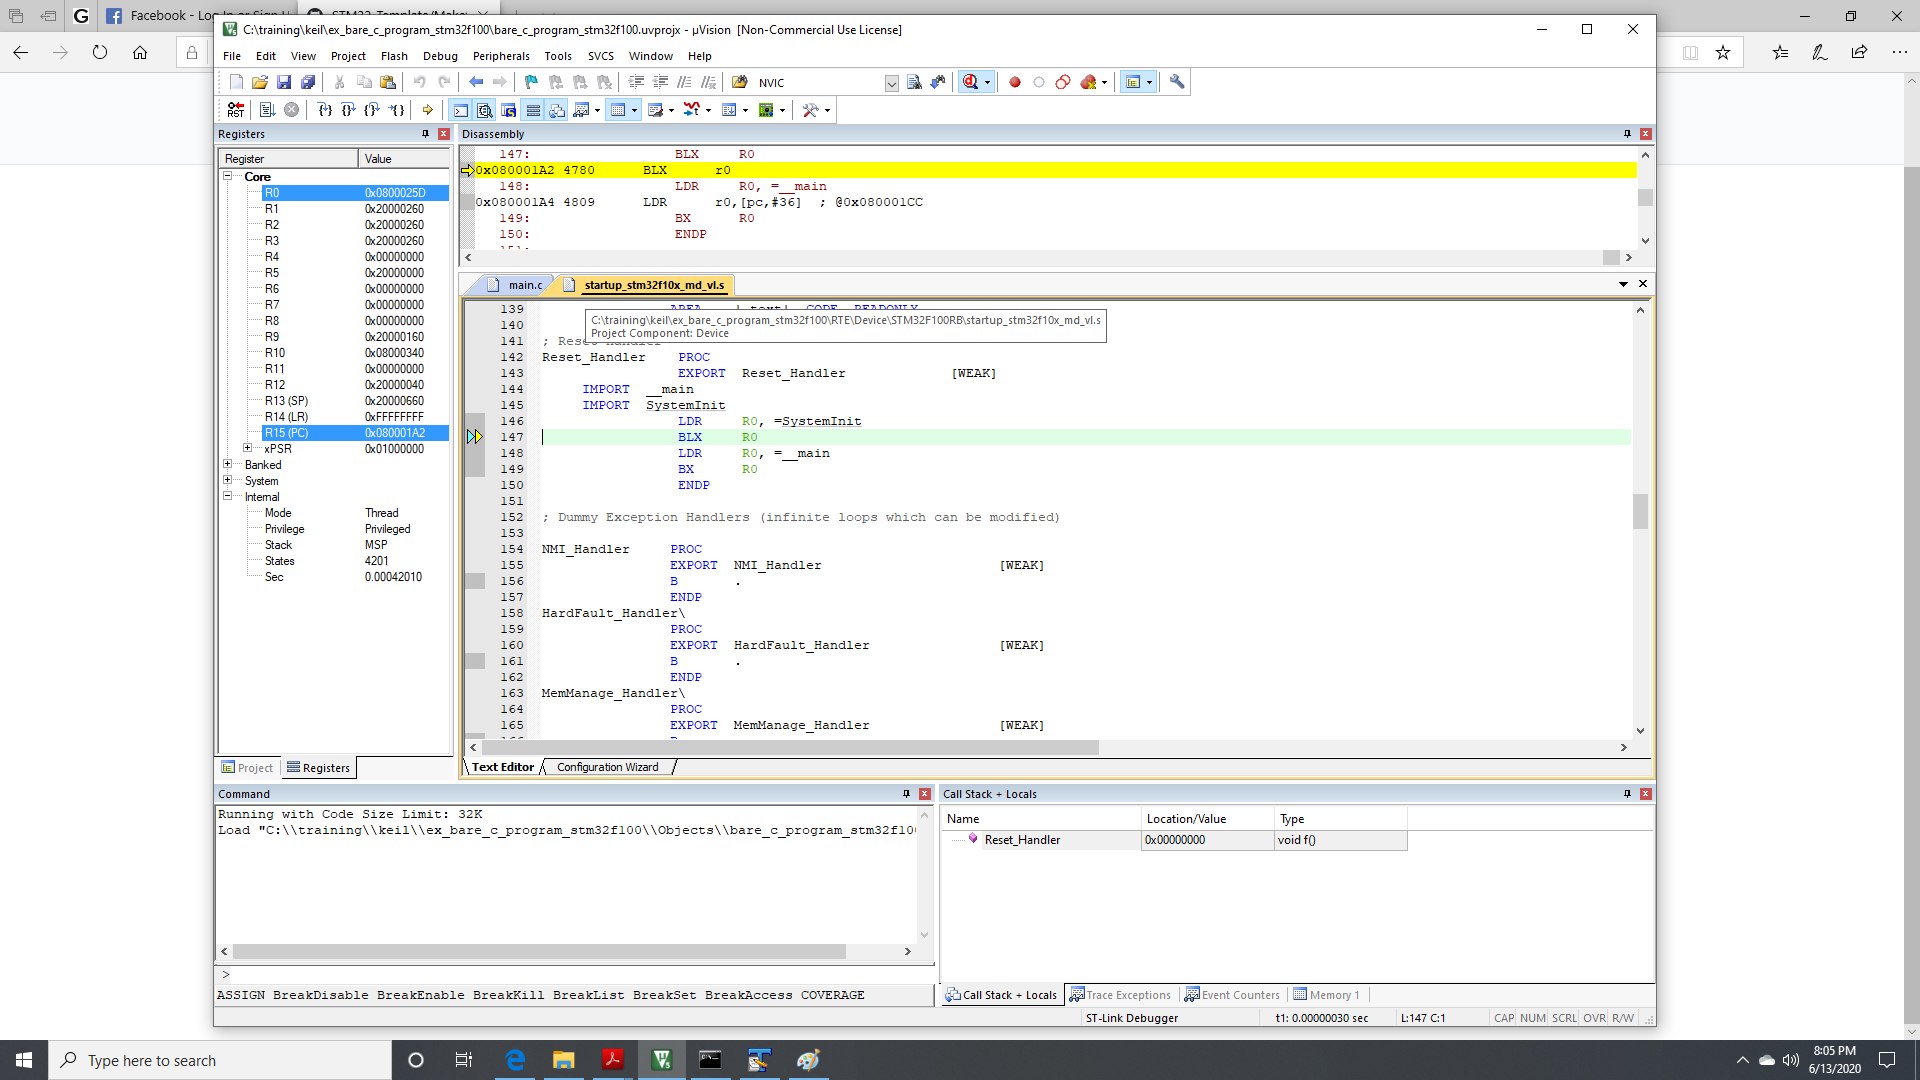 G
Facebook - Log In or Sign U
C:\training\keil\ex_bare_c_program_stm32f100\bare_c_program_stm32f100.uvprojx - µVision [Non-Commercial Use License]
File Edit View Project Flash Debug Peripherals Tools SVCS Window Help
NVIC
RST
Registers
Register Value
Core
R0 0x0800025D
R1 0x20000260
R2 0x20000260
R3 0x20000260
R4 0x00000000
R5 0x20000000
R6 0x00000000
R7 0x00000000
R8 0x00000000
R9 0x20000160
R10 0x08000340
R11 0x00000000
R12 0x20000040
R13 (SP) 0x20000660
R14 (LR) 0xFFFFFFFF
R15 (PC) 0x080001A2
xPSR 0x01000000
Banked
System
Internal
Mode Thread
Privilege Privileged
Stack MSP
States 4201
Sec 0.00042010
Project Registers
Disassembly
147: BLX R0
0x080001A2 4780 BLX r0
148: LDR R0, =__main
0x080001A4 4809 LDR r0,[pc,#36] ; @0x080001CC
149: BX R0
150: ENDP
main.c startup_stm32f10x_md_vl.s
139 AREA |.text|, CODE, READONLY
140
C:\training\keil\ex_bare_c_program_stm32f100\RTE\Device\STM32F100RB\startup_stm32f10x_md_vl.s
Project Component: Device
141 ; Reset handler
142 Reset_Handler PROC
143 EXPORT Reset_Handler [WEAK]
144 IMPORT __main
145 IMPORT SystemInit
146 LDR R0, =SystemInit
147 BLX R0
148 LDR R0, =__main
149 BX R0
150 ENDP
151
152 ; Dummy Exception Handlers (infinite loops which can be modified)
153
154 NMI_Handler PROC
155 EXPORT NMI_Handler [WEAK]
156 B .
157 ENDP
158 HardFault_Handler\
159 PROC
160 EXPORT HardFault_Handler [WEAK]
161 B .
162 ENDP
163 MemManage_Handler\
164 PROC
165 EXPORT MemManage_Handler [WEAK]
Text Editor Configuration Wizard
Command
Running with Code Size Limit: 32K
Load "C:\\training\\keil\\ex_bare_c_program_stm32f100\\Objects\\bare_c_program_stm32f10
>
ASSIGN BreakDisable BreakEnable BreakKill BreakList BreakSet BreakAccess COVERAGE
Call Stack + Locals
Name Location/Value Type
Reset_Handler 0x00000000 void f()
Call Stack + Locals Trace Exceptions Event Counters Memory 1
ST-Link Debugger t1: 0.00000030 sec L:147 C:1 CAP NUM SCRL OVR R/W
Type here to search
8:05 PM
6/13/2020